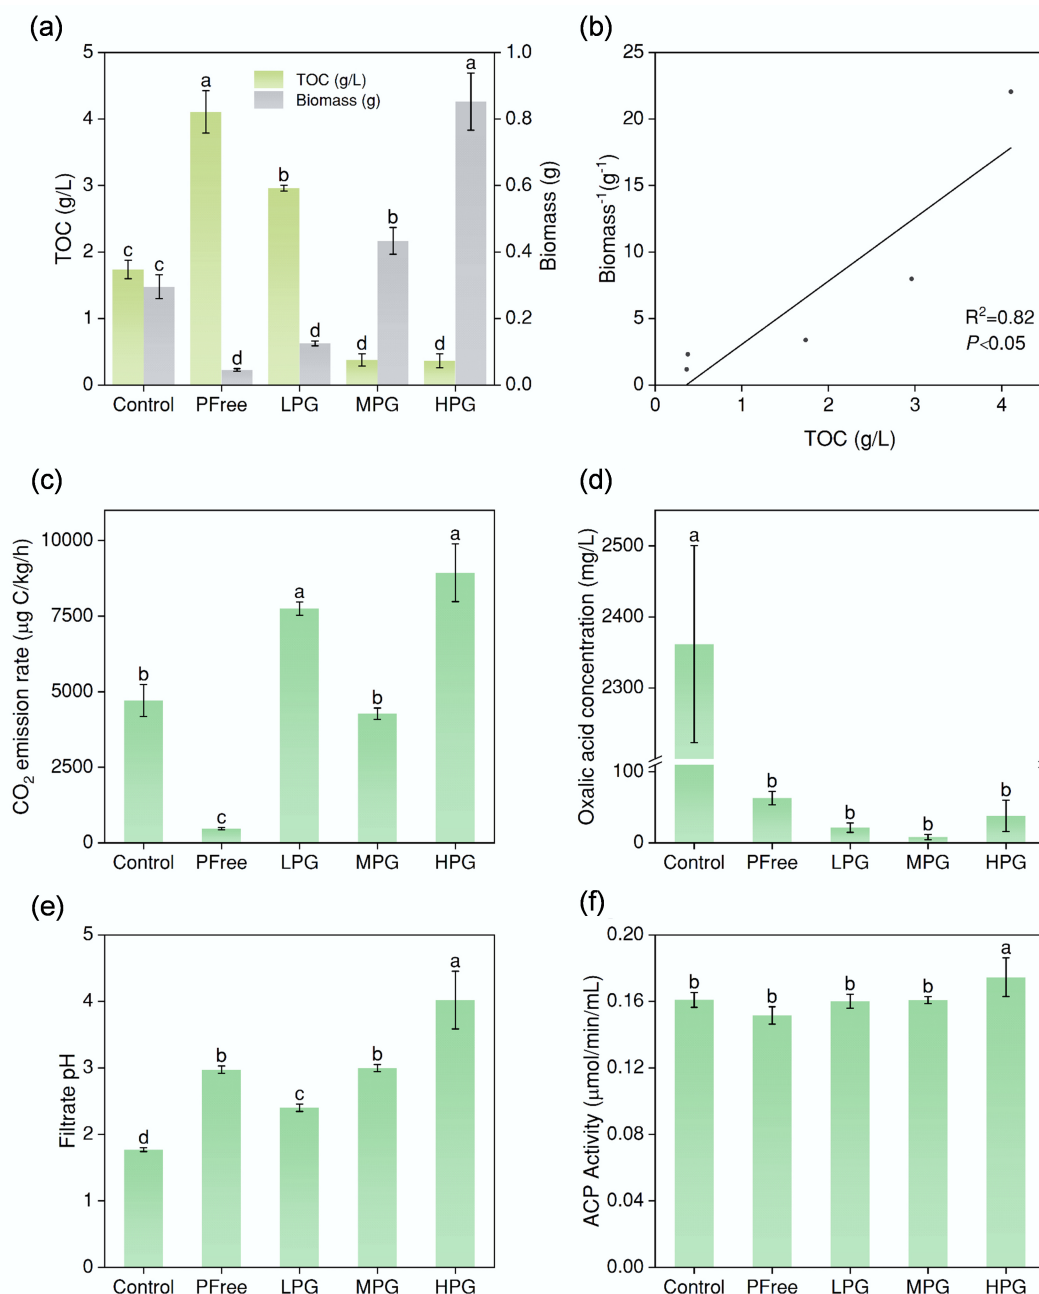 (a)
TOC (g/L)
Biomass (g)
5
4
3
2
1
0
1.0
0.8
0.6
0.4
0.2
0.0
TOC (g/L)
Biomass (g)
c
c
a
d
b
d
d
b
d
a
Control PFree LPG MPG HPG
(b)
Biomass⁻¹(g⁻¹)
25
20
15
10
5
0
R²=0.82
P<0.05
0 1 2 3 4
TOC (g/L)
(c)
CO₂ emission rate (μg C/kg/h)
10000
7500
5000
2500
0
b
c
a
b
a
Control PFree LPG MPG HPG
(d)
Oxalic acid concentration (mg/L)
2500
2400
2300
100
0
a
b
b
b
b
Control PFree LPG MPG HPG
(e)
Filtrate pH
5
4
3
2
1
0
d
b
c
b
a
Control PFree LPG MPG HPG
(f)
ACP Activity (μmol/min/mL)
0.20
0.16
0.12
0.08
0.04
0.00
b
b
b
b
a
Control PFree LPG MPG HPG